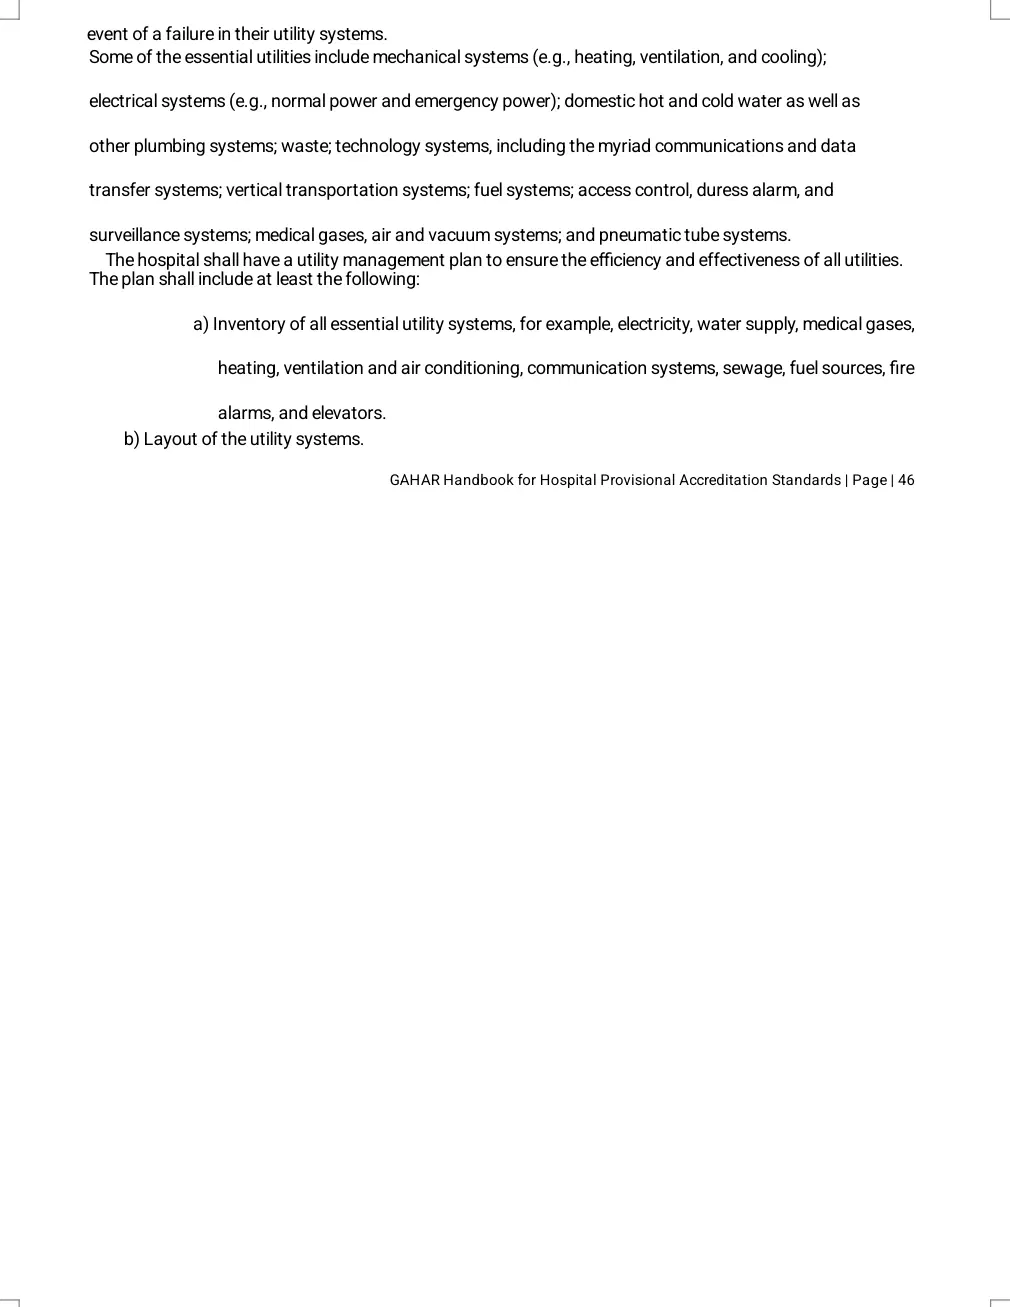 event of a failure in their utility systems.
Some of the essential utilities include mechanical systems (e.g., heating, ventilation, and cooling);
electrical systems (e.g., normal power and emergency power); domestic hot and cold water as well as
other plumbing systems; waste; technology systems, including the myriad communications and data
transfer systems; vertical transportation systems; fuel systems; access control, duress alarm, and
surveillance systems; medical gases, air and vacuum systems; and pneumatic tube systems.
The hospital shall have a utility management plan to ensure the efficiency and effectiveness of all utilities.
The plan shall include at least the following:
a) Inventory of all essential utility systems, for example, electricity, water supply, medical gases,
heating, ventilation and air conditioning, communication systems, sewage, fuel sources, fire
alarms, and elevators.
b) Layout of the utility systems.
GAHAR Handbook for Hospital Provisional Accreditation Standards | Page | 46